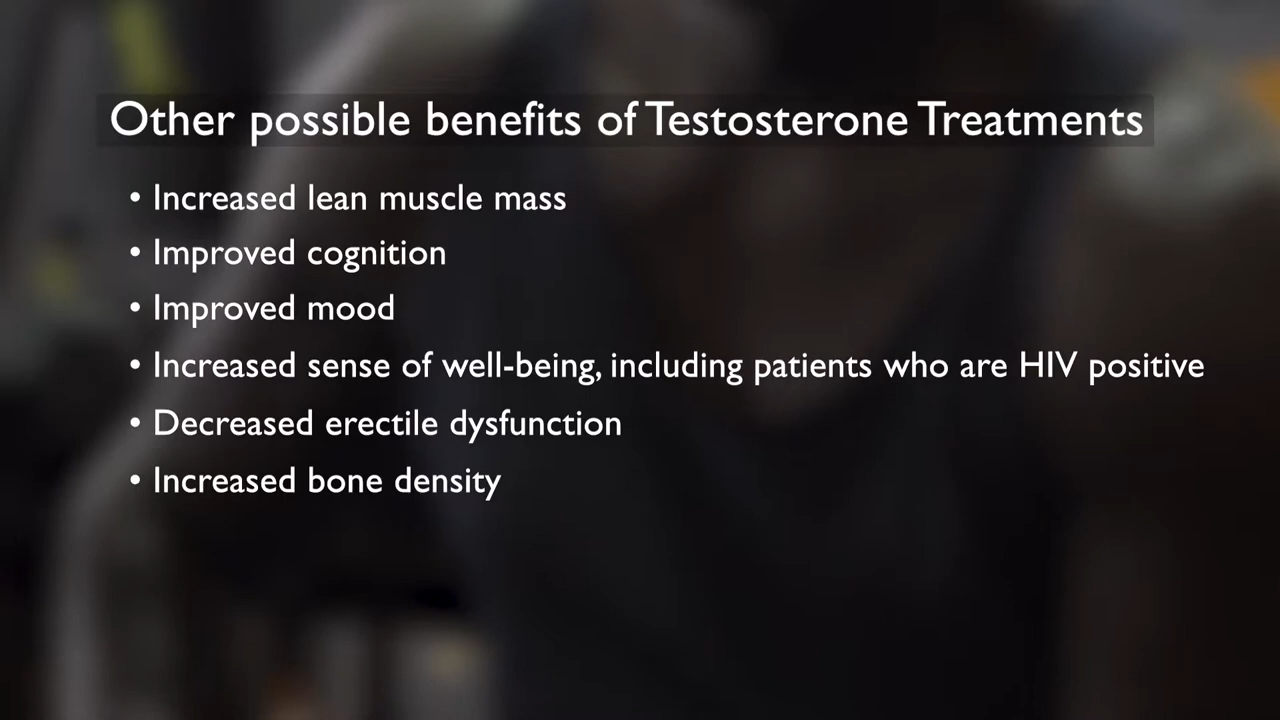 Other possible benefits of Testosterone Treatments
• Increased lean muscle mass
• Improved cognition
• Improved mood
• Increased sense of well-being, including patients who are HIV positive
• Decreased erectile dysfunction
• Increased bone density